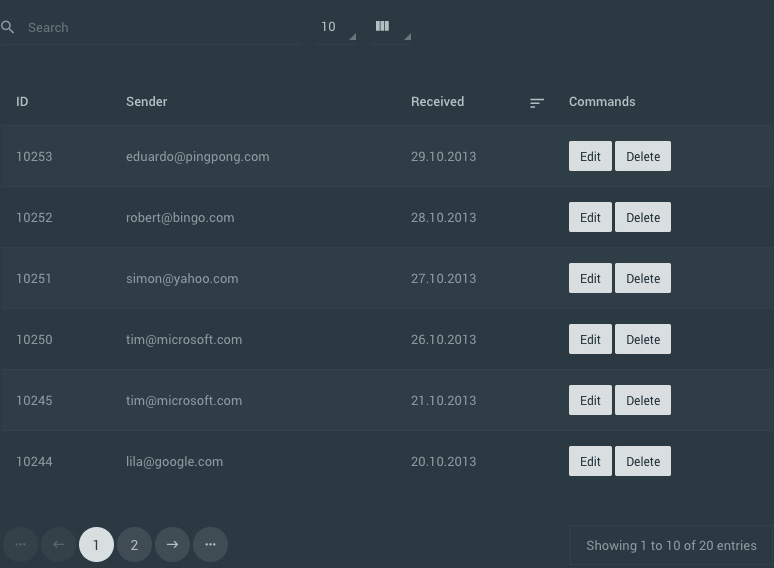 Search 10
ID Sender Received Commands
10253 eduardo@pingpong.com 29.10.2013 Edit Delete
10252 robert@bingo.com 28.10.2013 Edit Delete
10251 simon@yahoo.com 27.10.2013 Edit Delete
10250 tim@microsoft.com 26.10.2013 Edit Delete
10245 tim@microsoft.com 21.10.2013 Edit Delete
10244 lila@google.com 20.10.2013 Edit Delete
... ← 1 2 → ... Showing 1 to 10 of 20 entries